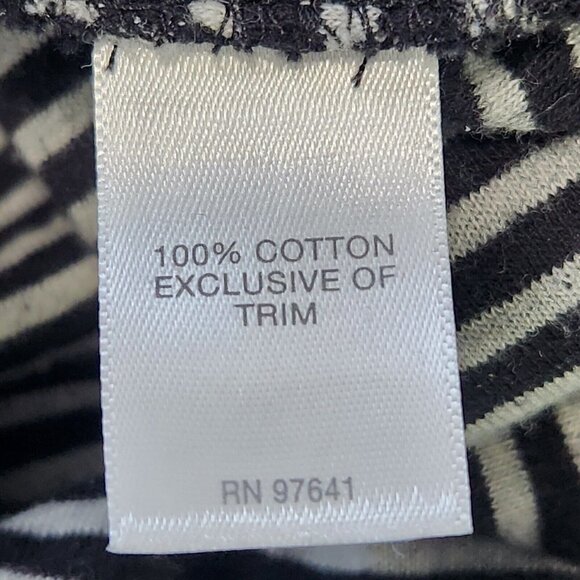 100% COTTON
EXCLUSIVE OF
TRIM
RN 97641